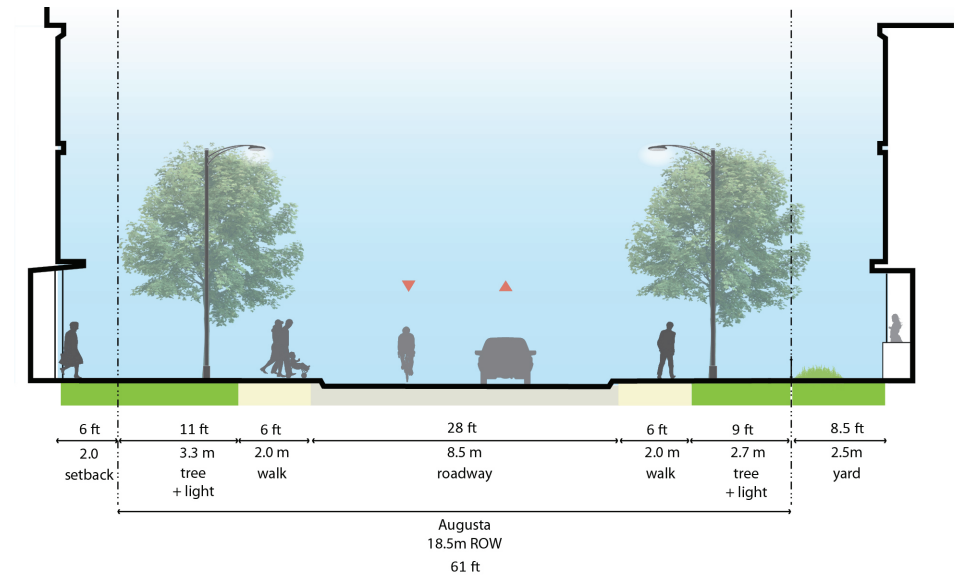 6 ft 11 ft 6 ft 28 ft 6 ft 9 ft 8.5 ft
2.0 3.3 m 2.0 m 8.5 m 2.0 m 2.7 m 2.5m
setback tree walk roadway walk tree yard
+ light + light
Augusta
18.5m ROW
61 ft